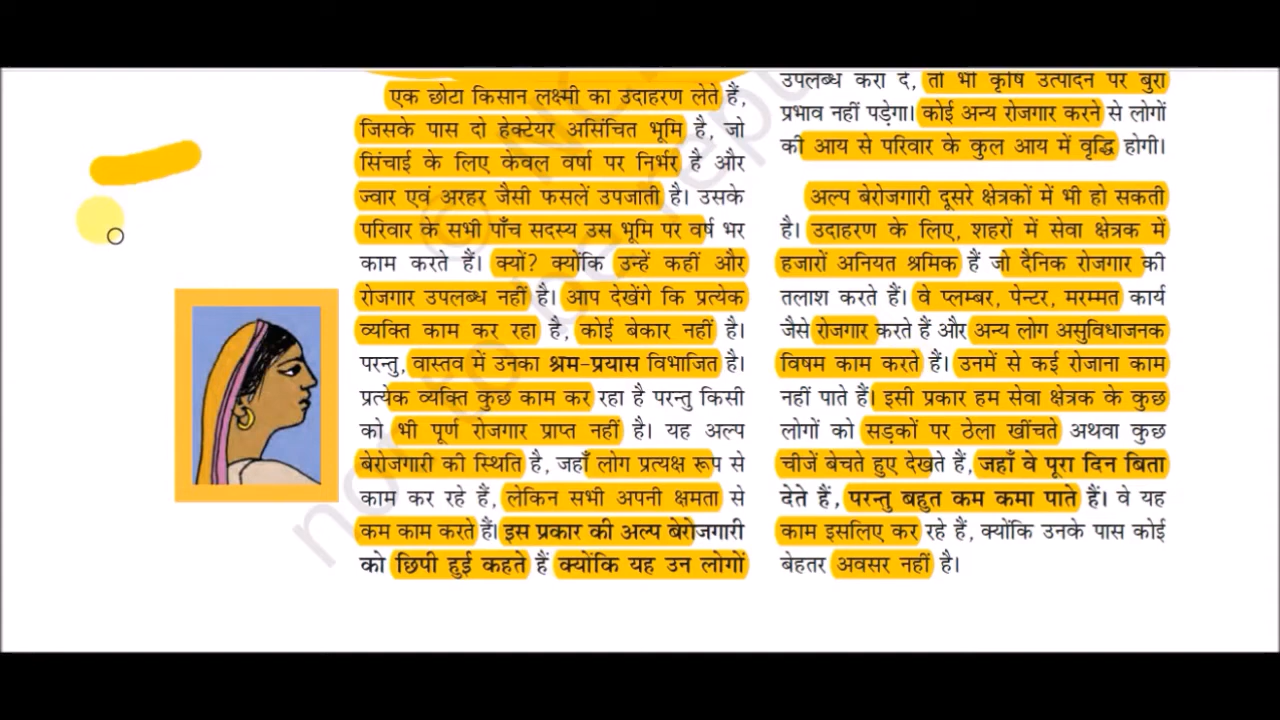 एक छोटा किसान लक्ष्मी का उदाहरण लेते हैं,
जिसके पास दो हेक्टेयर असिंचित भूमि है, जो
सिंचाई के लिए केवल वर्षा पर निर्भर है और
ज्वार एवं अरहर जैसी फसलें उपजाती है। उसके
परिवार के सभी पाँच सदस्य उस भूमि पर वर्ष भर
काम करते हैं। क्यों? क्योंकि उन्हें कहीं और
रोजगार उपलब्ध नहीं है। आप देखेंगे कि प्रत्येक
व्यक्ति काम कर रहा है, कोई बेकार नहीं है।
परन्तु, वास्तव में उनका श्रम-प्रयास विभाजित है।
प्रत्येक व्यक्ति कुछ काम कर रहा है परन्तु किसी
को भी पूर्ण रोजगार प्राप्त नहीं है। यह अल्प
बेरोजगारी की स्थिति है, जहाँ लोग प्रत्यक्ष रूप से
काम कर रहे हैं, लेकिन सभी अपनी क्षमता से
कम काम करते हैं। इस प्रकार की अल्प बेरोजगारी
को छिपी हुई कहते हैं क्योंकि यह उन लोगों
उपलब्ध करा दे, तो भी कृषि उत्पादन पर बुरा
प्रभाव नहीं पड़ेगा। कोई अन्य रोजगार करने से लोगों
की आय से परिवार के कुल आय में वृद्धि होगी।
अल्प बेरोजगारी दूसरे क्षेत्रकों में भी हो सकती
है। उदाहरण के लिए, शहरों में सेवा क्षेत्रक में
हजारों अनियत श्रमिक हैं जो दैनिक रोजगार की
तलाश करते हैं। वे प्लम्बर, पेन्टर, मरम्मत कार्य
जैसे रोजगार करते हैं और अन्य लोग असुविधाजनक
विषम काम करते हैं। उनमें से कई रोजाना काम
नहीं पाते हैं। इसी प्रकार हम सेवा क्षेत्रक के कुछ
लोगों को सड़कों पर ठेला खींचते अथवा कुछ
चीजें बेचते हुए देखते हैं, जहाँ वे पूरा दिन बिता
देते हैं, परन्तु बहुत कम कमा पाते हैं। वे यह
काम इसलिए कर रहे हैं, क्योंकि उनके पास कोई
बेहतर अवसर नहीं है।